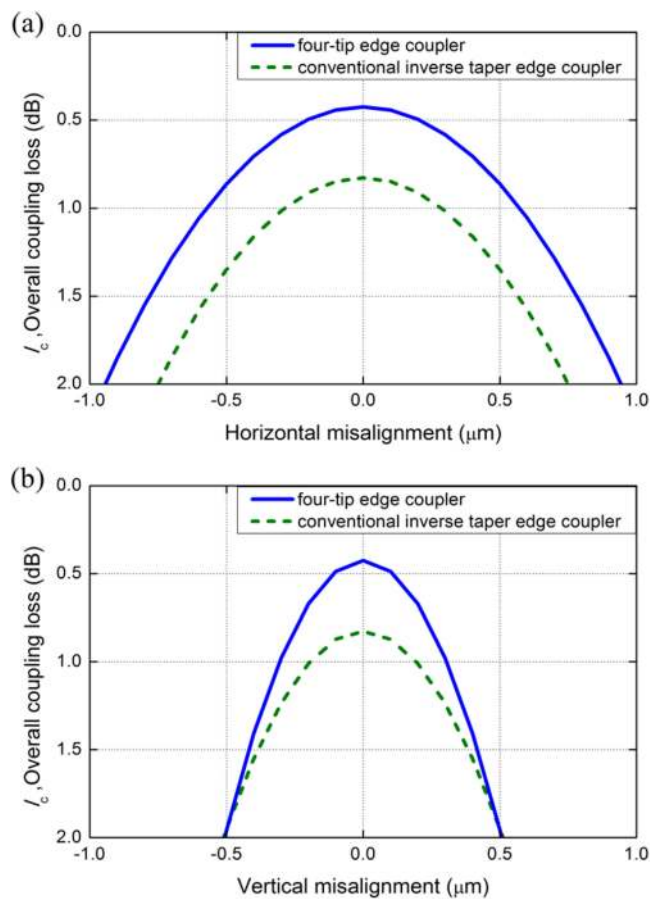 (a)
0.0
four-tip edge coupler
conventional inverse taper edge coupler
0.5
1.0
1.5
2.0
lc ,Overall coupling loss (dB)
-1.0 -0.5 0.0 0.5 1.0
Horizontal misalignment (μm)
(b)
0.0
four-tip edge coupler
conventional inverse taper edge coupler
0.5
1.0
1.5
2.0
lc ,Overall coupling loss (dB)
-1.0 -0.5 0.0 0.5 1.0
Vertical misalignment (μm)